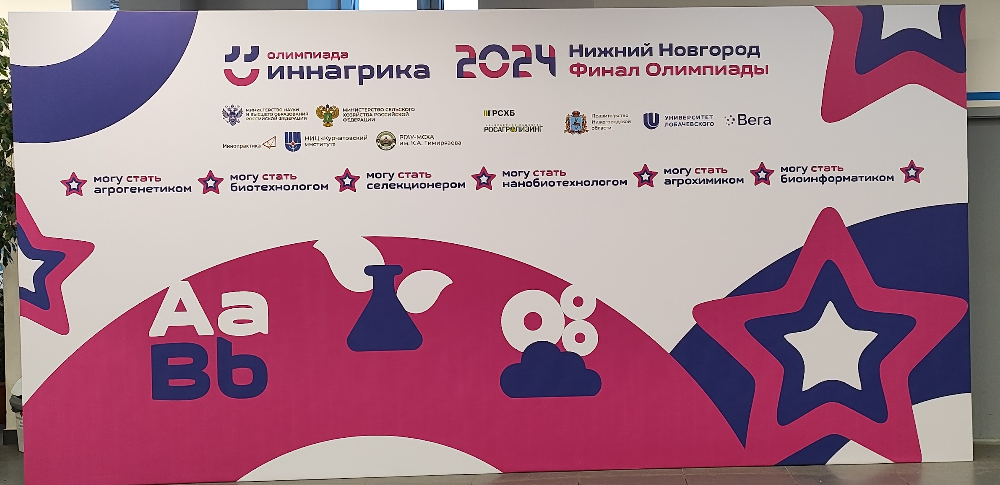 олимпиада
иннагрика
2024
Нижний Новгород
Финал Олимпиады
МИНИСТЕРСТВО НАУКИ
И ВЫСШЕГО ОБРАЗОВАНИЯ
РОССИЙСКОЙ ФЕДЕРАЦИИ
МИНИСТЕРСТВО СЕЛЬСКОГО
ХОЗЯЙСТВА РОССИЙСКОЙ
ФЕДЕРАЦИИ
РСХБ
АКЦИОНЕРНОЕ ОБЩЕСТВО
РОСАГРОЛИЗИНГ
Правительство
Нижегородской
области
УНИВЕРСИТЕТ
ЛОБАЧЕВСКОГО
Вега
Иннопрактика
НИЦ «Курчатовский
институт»
РГАУ-МСХА
им. К.А. Тимирязева
могу стать
агрогенетиком
могу стать
биотехнологом
могу стать
селекционером
могу стать
нанобиотехнологом
могу стать
агрохимиком
могу стать
биоинформатиком
Aa
Bb